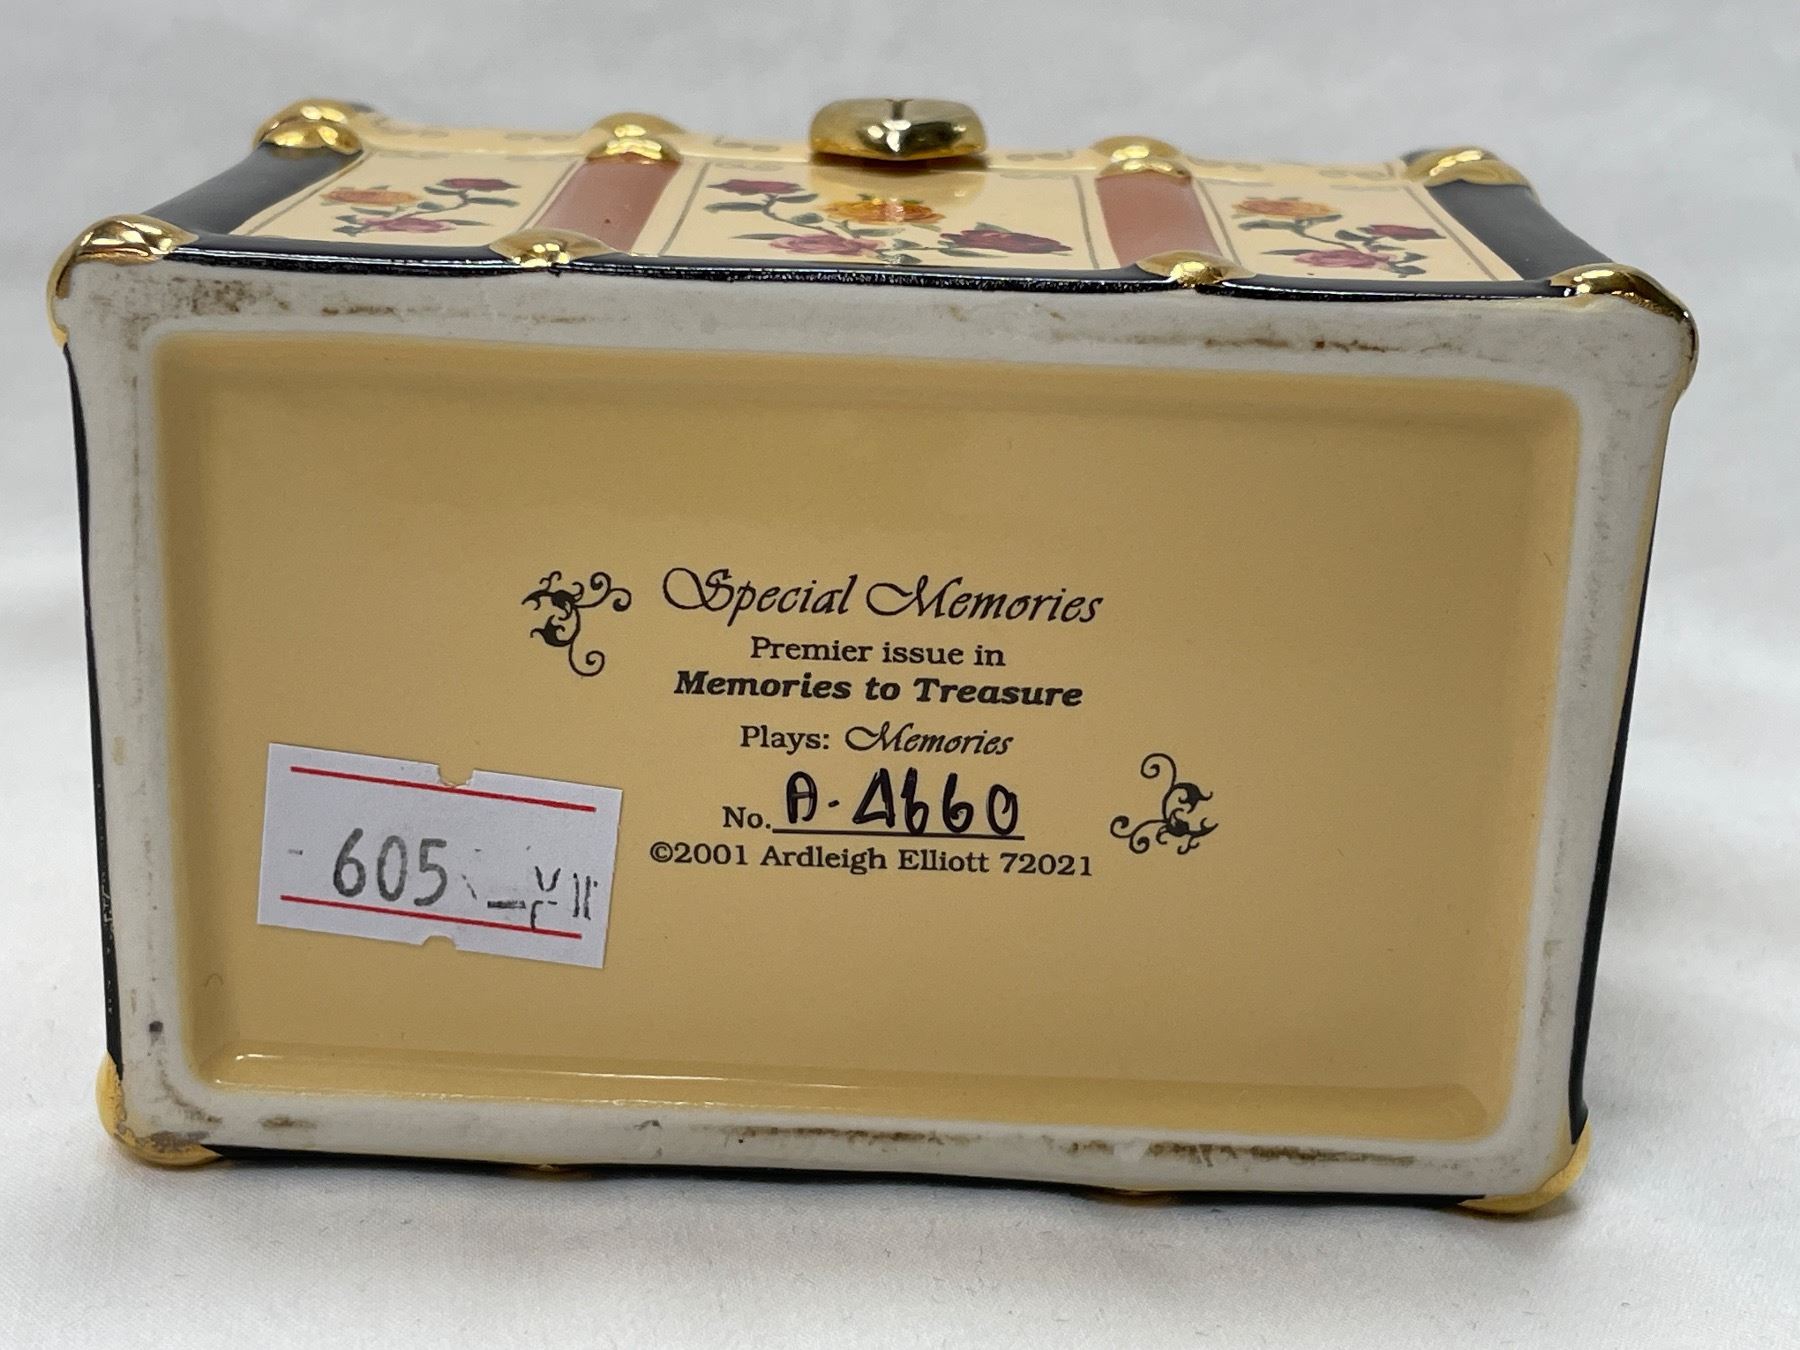 Special Memories
Premier issue in
Memories to Treasure
Plays: Memories
No. A-4660
©2001 Ardleigh Elliott 72021
605